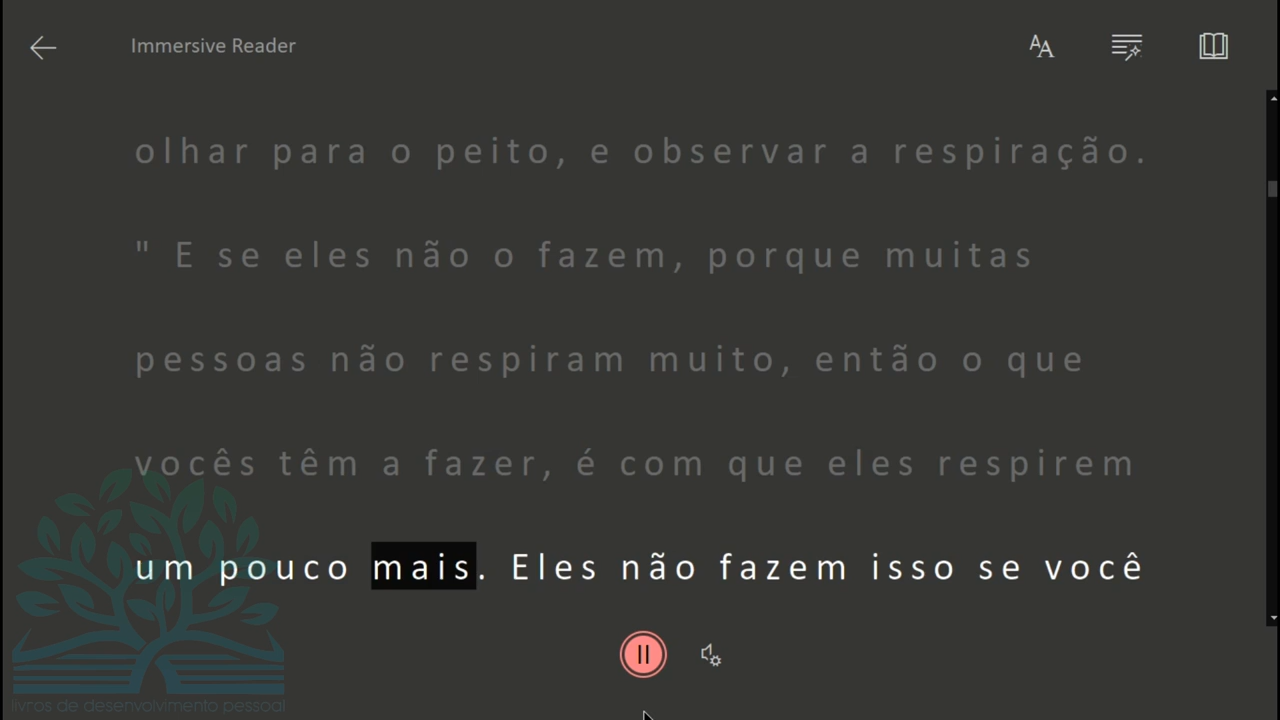 Immersive Reader
olhar para o peito, e observar a respiração.
" E se eles não o fazem, porque muitas
pessoas não respiram muito, então o que
vocês têm a fazer, é com que eles respirem
um pouco mais. Eles não fazem isso se você
livros de desenvolvimento pessoal